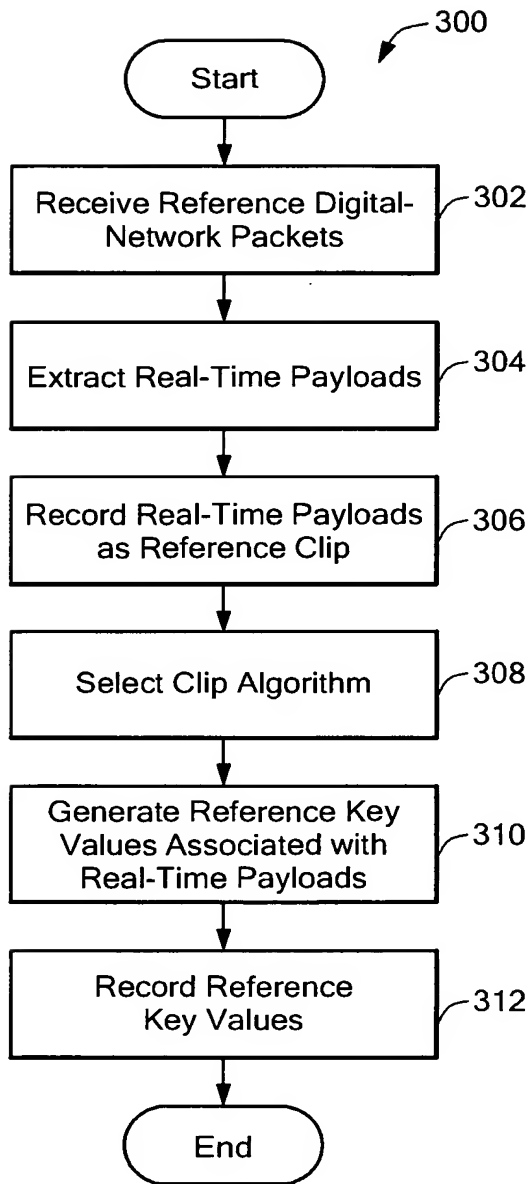 300
Start
Receive Reference Digital-
Network Packets
302
Extract Real-Time Payloads
304
Record Real-Time Payloads
as Reference Clip
306
Select Clip Algorithm
308
Generate Reference Key
Values Associated with
Real-Time Payloads
310
Record Reference
Key Values
312
End